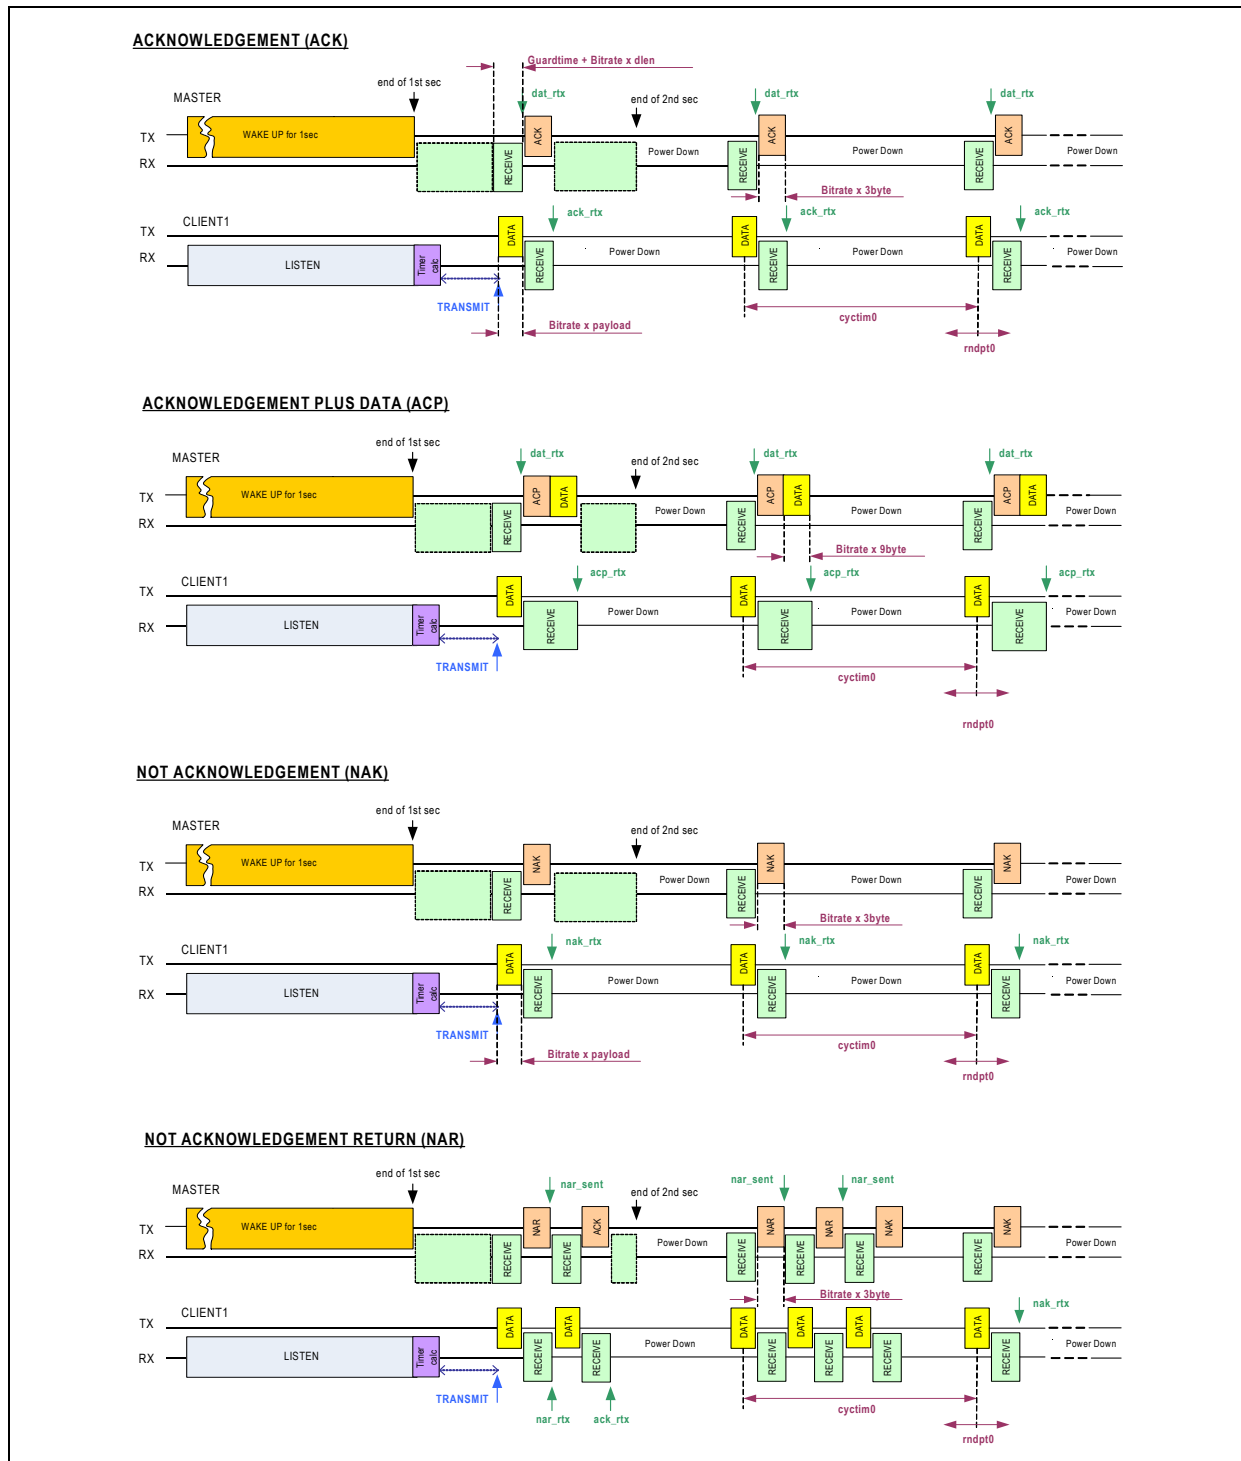 ACKNOWLEDGEMENT (ACK)
Guardtime + Bitrate x dlen
end of 1st sec
MASTER
dat_rtx
end of 2nd sec
dat_rtx
dat_rtx
TX
WAKE UP for 1sec
ACK
ACK
ACK
RX
RECEIVE
Power Down
RECEIVE
Power Down
RECEIVE
Power Down
Bitrate x 3byte
CLIENT1
ack_rtx
ack_rtx
ack_rtx
TX
DATA
DATA
DATA
RX
LISTEN
Timer calc
RECEIVE
Power Down
RECEIVE
Power Down
RECEIVE
Power Down
TRANSMIT
Bitrate x payload
cyctim0
rndpt0
ACKNOWLEDGEMENT PLUS DATA (ACP)
end of 1st sec
MASTER
dat_rtx
end of 2nd sec
dat_rtx
dat_rtx
TX
WAKE UP for 1sec
ACP
DATA
ACP
DATA
ACP
DATA
RX
RECEIVE
Power Down
RECEIVE
Power Down
RECEIVE
Power Down
Bitrate x 9byte
CLIENT1
acp_rtx
acp_rtx
acp_rtx
TX
DATA
DATA
DATA
RX
LISTEN
Timer calc
RECEIVE
Power Down
RECEIVE
Power Down
RECEIVE
Power Down
TRANSMIT
cyctim0
rndpt0
NOT ACKNOWLEDGEMENT (NAK)
end of 1st sec
MASTER
end of 2nd sec
TX
WAKE UP for 1sec
NAK
NAK
NAK
RX
RECEIVE
Power Down
RECEIVE
Power Down
RECEIVE
Power Down
Bitrate x 3byte
CLIENT1
nak_rtx
nak_rtx
nak_rtx
TX
DATA
DATA
DATA
RX
LISTEN
Timer calc
RECEIVE
Power Down
RECEIVE
Power Down
RECEIVE
Power Down
TRANSMIT
Bitrate x payload
cyctim0
rndpt0
NOT ACKNOWLEDGEMENT RETURN (NAR)
end of 1st sec
MASTER
nar_sent
end of 2nd sec
nar_sent
nar_sent
TX
WAKE UP for 1sec
NAR
ACK
NAR
NAR
NAK
NAK
RX
RECEIVE
RECEIVE
Power Down
RECEIVE
RECEIVE
RECEIVE
Power Down
RECEIVE
Power Down
Bitrate x 3byte
CLIENT1
nak_rtx
TX
DATA
DATA
DATA
DATA
DATA
DATA
RX
LISTEN
Timer calc
RECEIVE
RECEIVE
Power Down
RECEIVE
RECEIVE
RECEIVE
Power Down
RECEIVE
Power Down
TRANSMIT
nar_rtx
ack_rtx
cyctim0
rndpt0